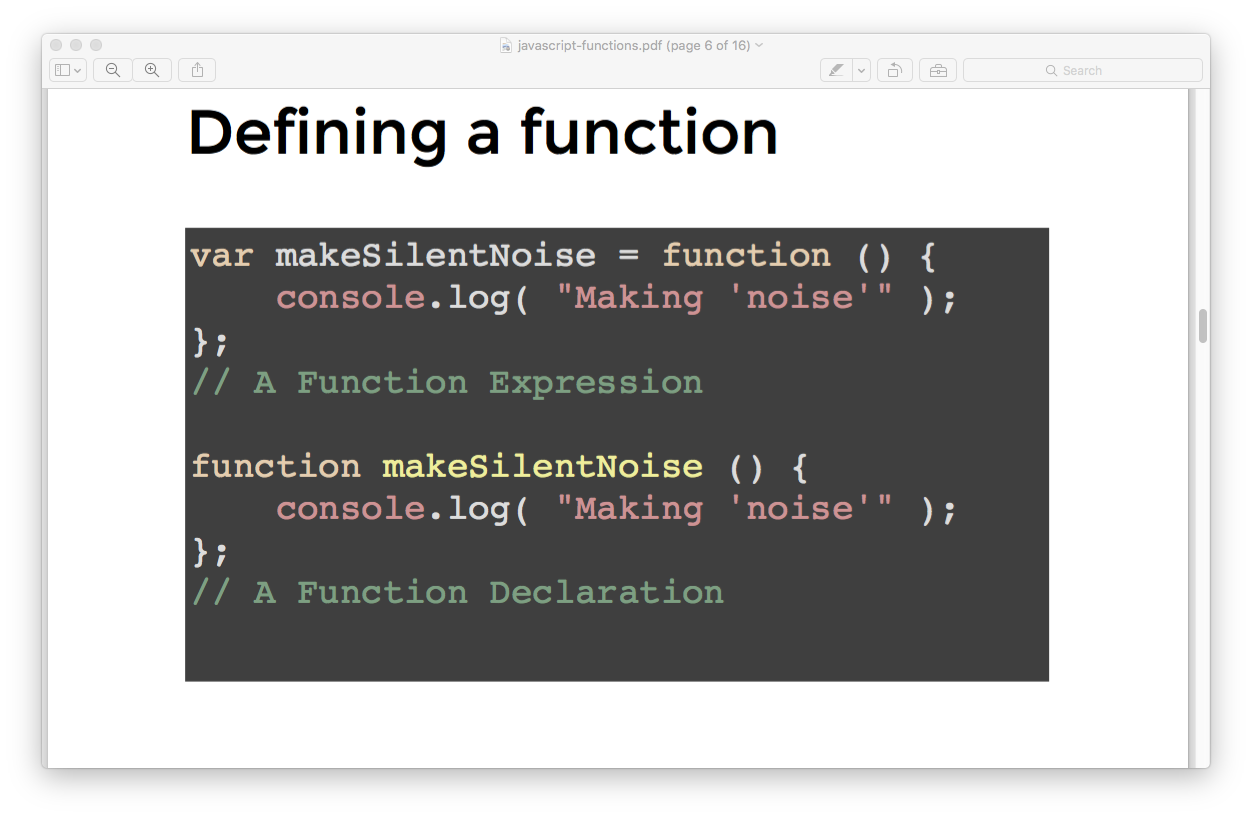 javascript-functions.pdf (page 6 of 16)
Search
Defining a function
var makeSilentNoise = function () {
    console.log( "Making 'noise'" );
};
// A Function Expression
function makeSilentNoise () {
    console.log( "Making 'noise'" );
};
// A Function Declaration